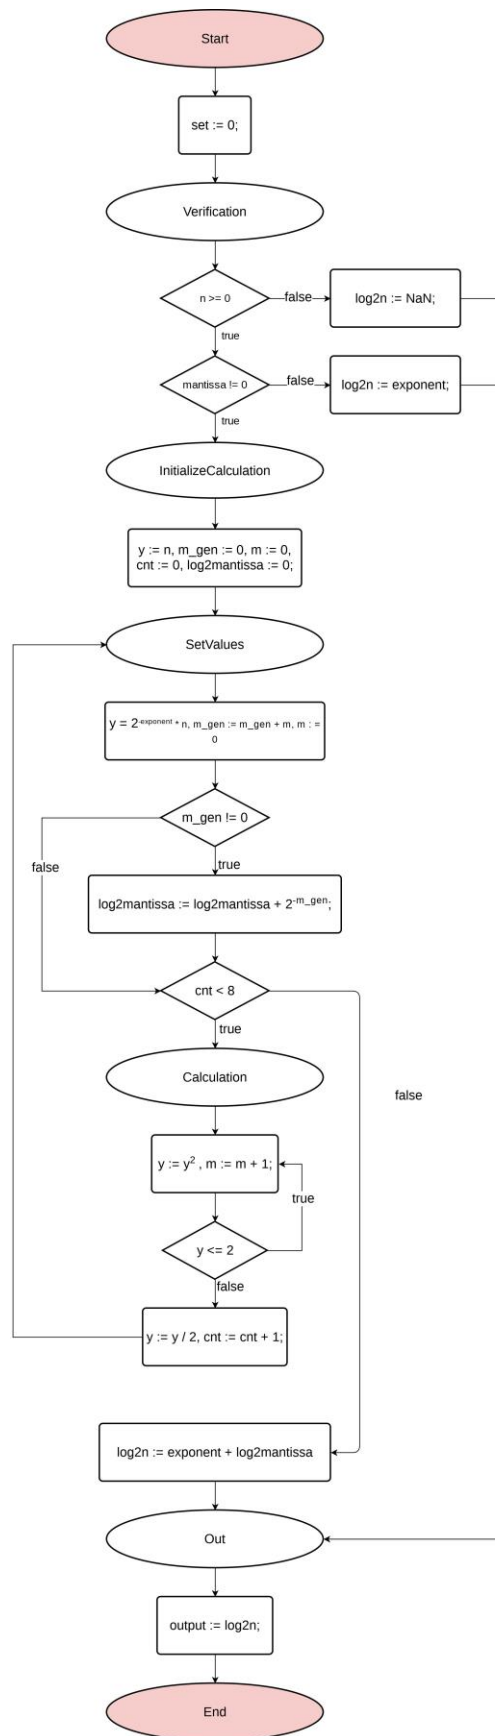 Start
set := 0;
Verification
n >= 0
false
log2n := NaN;
true
mantissa != 0
false
log2n := exponent;
true
InitializeCalculation
y := n, m_gen := 0, m := 0,
cnt := 0, log2mantissa := 0;
SetValues
y = 2^-exponent * n, m_gen := m_gen + m, m : =
0
m_gen != 0
false
true
log2mantissa := log2mantissa + 2^-m_gen;
cnt < 8
true
Calculation
false
y := y², m := m + 1;
true
y <= 2
false
y := y / 2, cnt := cnt + 1;
log2n := exponent + log2mantissa
Out
output := log2n;
End